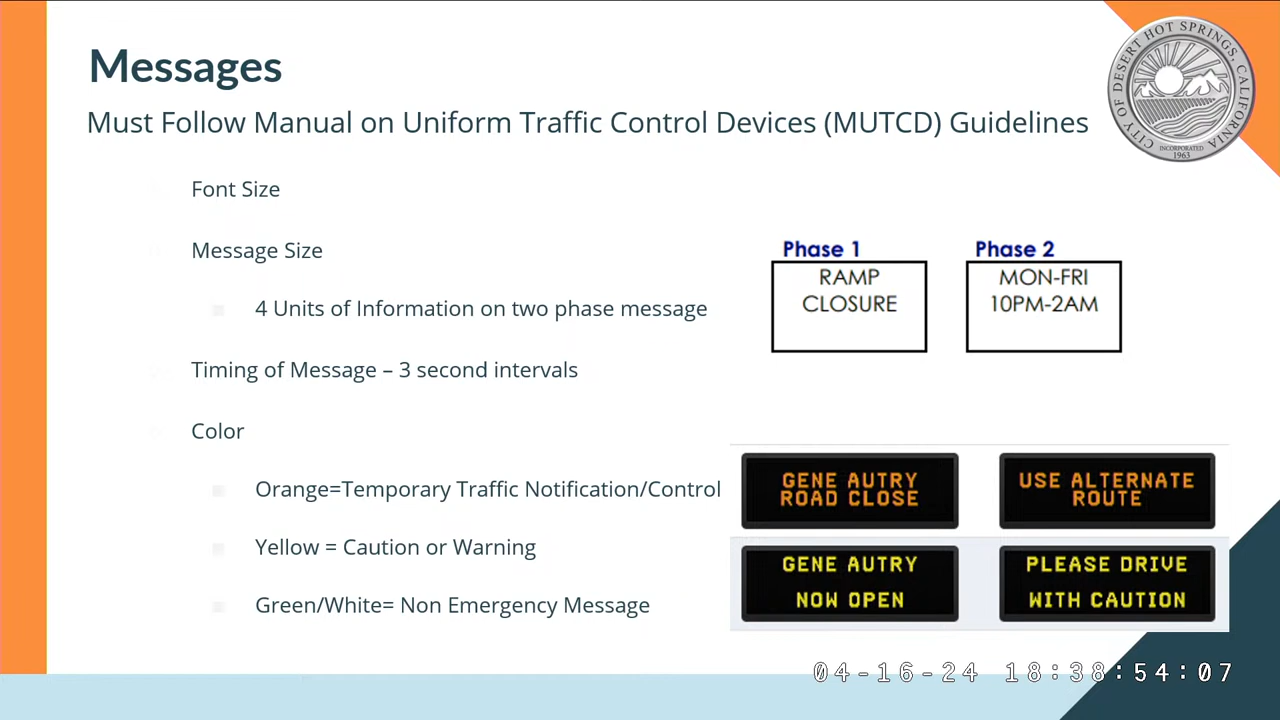 Messages
Must Follow Manual on Uniform Traffic Control Devices (MUTCD) Guidelines
CITY OF DESERT HOT SPRINGS, CALIFORNIA
INCORPORATED
1963
Font Size
Message Size
4 Units of Information on two phase message
Timing of Message – 3 second intervals
Color
Orange=Temporary Traffic Notification/Control
Yellow = Caution or Warning
Green/White= Non Emergency Message
Phase 1
RAMP
CLOSURE
Phase 2
MON-FRI
10PM-2AM
GENE AUTRY
ROAD CLOSE
USE ALTERNATE
ROUTE
GENE AUTRY
NOW OPEN
PLEASE DRIVE
WITH CAUTION
04-16-24 18:38:54:07